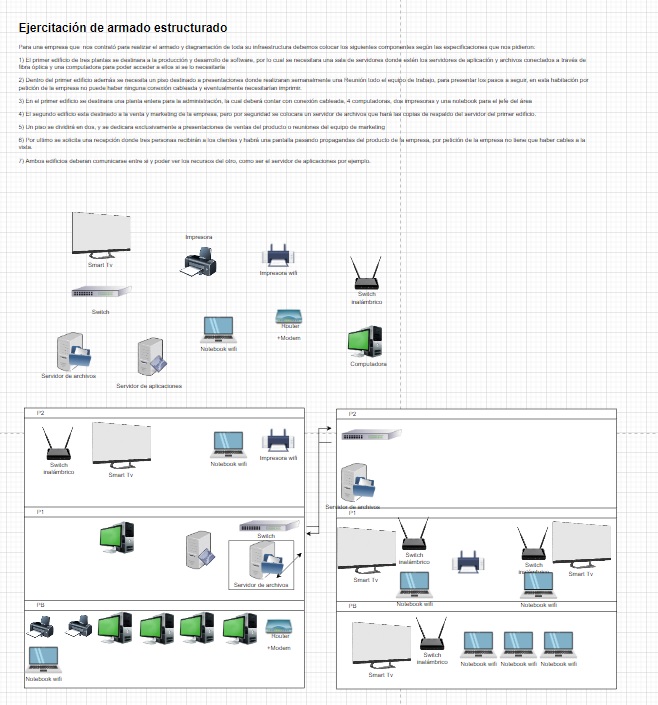 Ejercitación de armado estructurado
Para una empresa que nos contrató para realizar el armado y diagramación de toda su infraestructura debemos colocar los siguientes componentes según las especificaciones que nos pidieron:
1) El primer edificio de tres plantas se destinara a la producción y desarrollo de software, por lo cual se necesitara una sala de servidores donde estén los servidores de aplicación y archivos conectados a través de
fibra óptica y una computadora para poder acceder a ellos si se lo necesitaría
2) Dentro del primer edificio además se necesita un piso destinado a presentaciones donde realizaran semanalmente una Reunión todo el equipo de trabajo, para presentar los pasos a seguir, en esta habitación por
petición de la empresa no puede haber ninguna conexión cableada y eventualmente necesitarían imprimir.
3) En el primer edificio se destinara una planta entera para la administración, la cual deberá contar con conexión cableada, 4 computadoras, dos impresoras y una notebook para el jefe del área
4) El segundo edificio esta destinado a la venta y marketing de la empresa, pero por seguridad se colocara un servidor de archivos que hará las copias de respaldo del servidor del primer edificio.
5) Un piso se dividirá en dos, y se dedicara exclusivamente a presentaciones de ventas del producto o reuniones del equipo de marketing
6) Por ultimo se solicita una recepción donde tres personas recibirán a los clientes y habrá una pantalla pasando propagandas del producto de la empresa, por petición de la empresa no tiene que haber cables a la
vista.
7) Ambos edificios deberan comunicarse entre si y poder ver los recursos del otro, como ser el servidor de aplicaciones por ejemplo.
Impresora
Smart Tv
Impresora wifi
Switch
inalámbrico
Switch
Router
+Modem
Notebook wifi
Computadora
Servidor de archivos
Servidor de aplicaciones
P2
Switch
inalámbrico
Smart Tv
Notebook wifi
Impresora wifi
P1
Switch
Servidor de archivos
PB
Router
+Modem
Notebook wifi
P2
Servidor de archivos
P1
Smart Tv
Switch
inalámbrico
Notebook wifi
Switch
inalámbrico
Smart Tv
Notebook wifi
PB
Smart Tv
Switch
inalámbrico
Notebook wifi
Notebook wifi
Notebook wifi